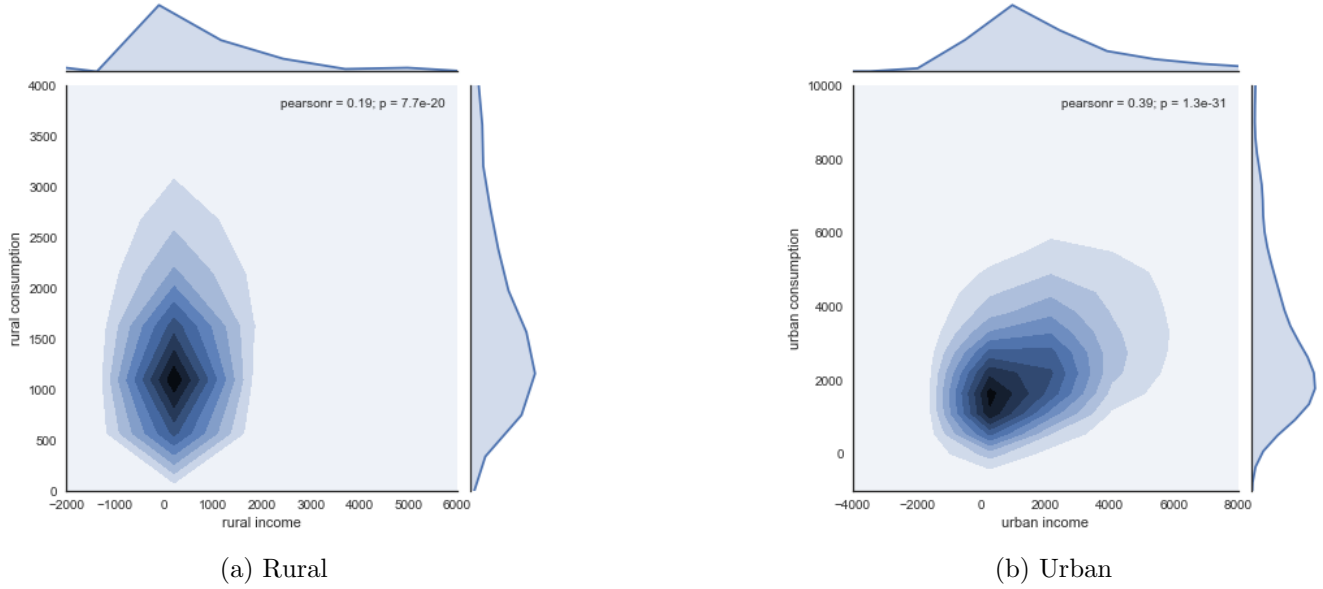 4000
3500
3000
2500
2000
1500
1000
500
0
rural consumption
pearsonr = 0.19; p = 7.7e-20
−2000 −1000 0 1000 2000 3000 4000 5000 6000
rural income
(a) Rural
10000
8000
6000
4000
2000
0
urban consumption
pearsonr = 0.39; p = 1.3e-31
−4000 −2000 0 2000 4000 6000 8000
urban income
(b) Urban